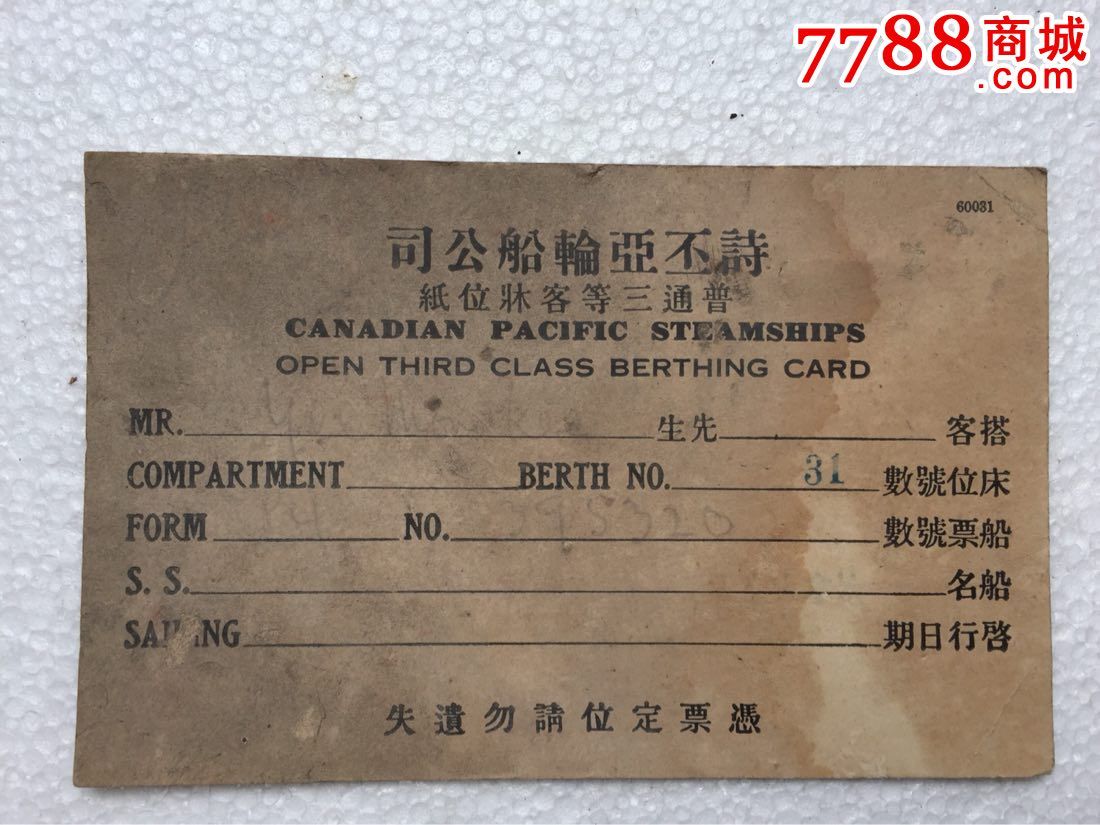 7788商城
.com
60031
詩丕亞輪船公司
普通三等客牀位紙
CANADIAN PACIFIC STEAMSHIPS
OPEN THIRD CLASS BERTHING CARD
MR. 先生 搭客
COMPARTMENT BERTH NO. 31 床位號數
FORM NO. 船票號數
S. S. 船名
SAILING 啓行日期
憑票定位請勿遺失